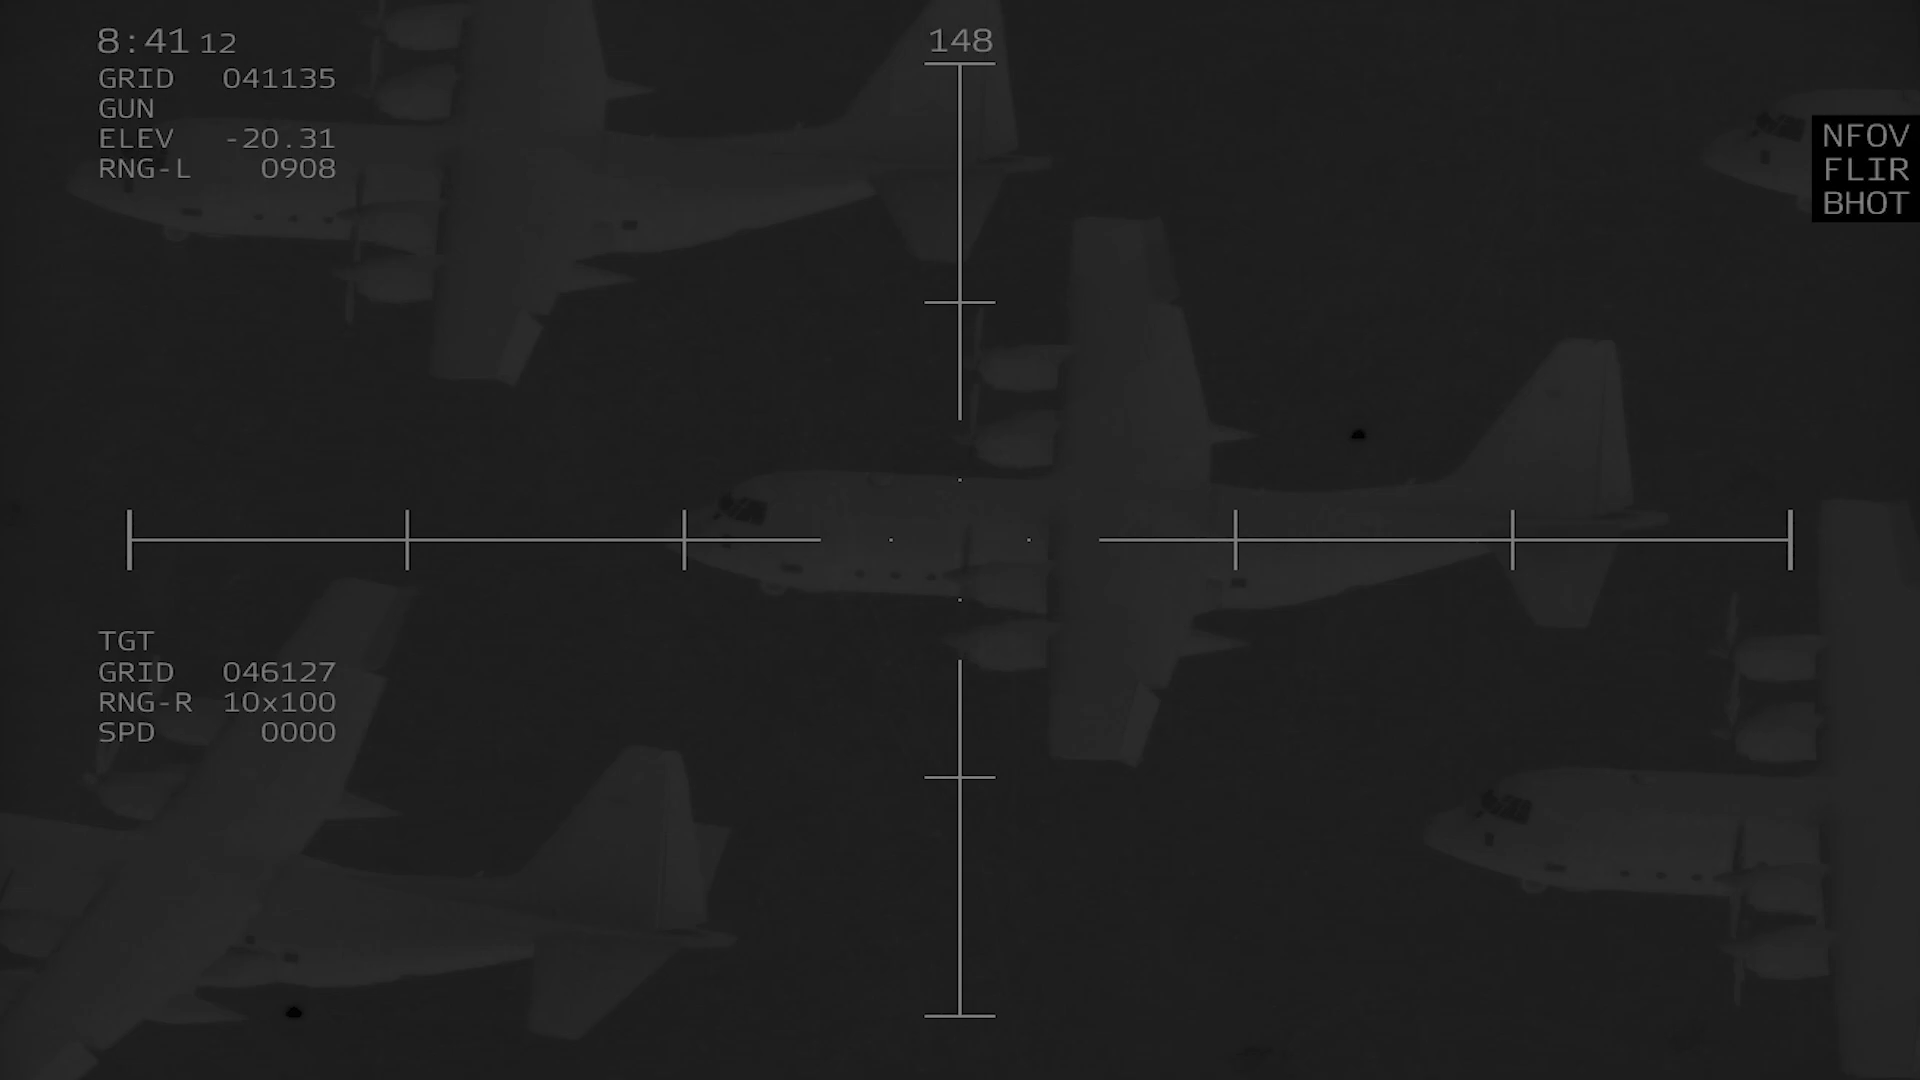 8:41 12
GRID 041135
GUN
ELEV -20.31
RNG-L 0908
148
NFOV
FLIR
BHOT
TGT
GRID 046127
RNG-R 10x100
SPD 0000